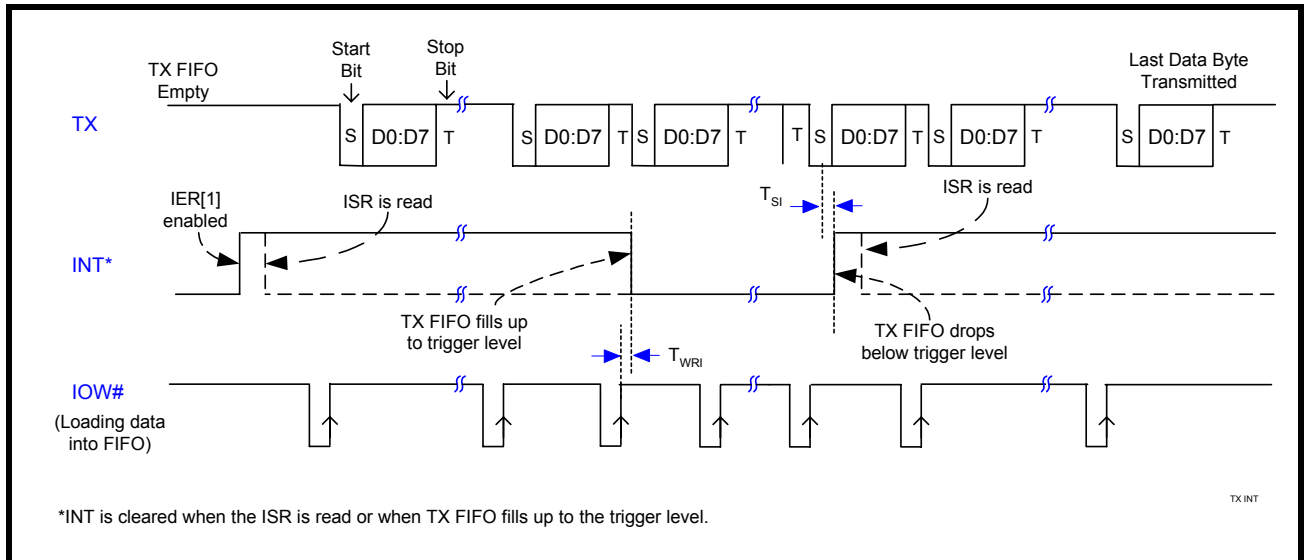 Start
Bit
Stop
Bit
TX FIFO
Empty
Last Data Byte
Transmitted
TX
S D0:D7 T S D0:D7 T S D0:D7 T T S D0:D7 T S D0:D7 T S D0:D7 T
IER[1]
enabled
ISR is read
TSI
ISR is read
INT*
TX FIFO fills up
to trigger level
TX FIFO drops
below trigger level
TWRI
IOW#
(Loading data
into FIFO)
TX INT
*INT is cleared when the ISR is read or when TX FIFO fills up to the trigger level.